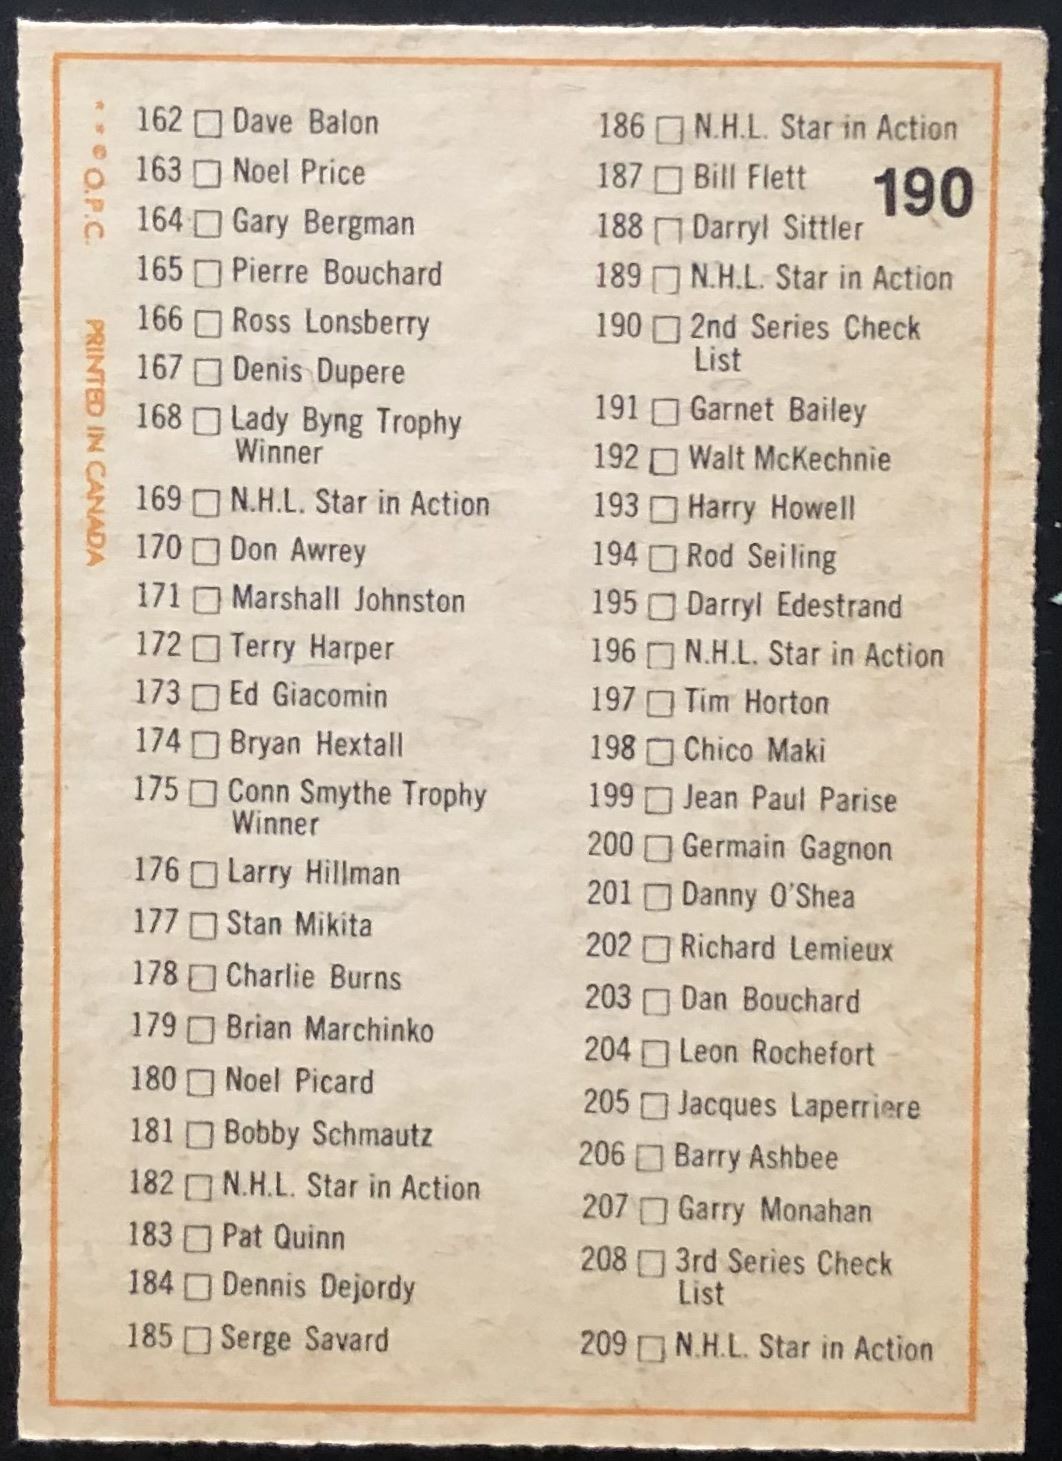 * * © O.P.C. PRINTED IN CANADA
162 Dave Balon
163 Noel Price
164 Gary Bergman
165 Pierre Bouchard
166 Ross Lonsberry
167 Denis Dupere
168 Lady Byng Trophy
Winner
169 N.H.L. Star in Action
170 Don Awrey
171 Marshall Johnston
172 Terry Harper
173 Ed Giacomin
174 Bryan Hextall
175 Conn Smythe Trophy
Winner
176 Larry Hillman
177 Stan Mikita
178 Charlie Burns
179 Brian Marchinko
180 Noel Picard
181 Bobby Schmautz
182 N.H.L. Star in Action
183 Pat Quinn
184 Dennis Dejordy
185 Serge Savard
186 N.H.L. Star in Action
187 Bill Flett
190
188 Darryl Sittler
189 N.H.L. Star in Action
190 2nd Series Check
List
191 Garnet Bailey
192 Walt McKechnie
193 Harry Howell
194 Rod Seiling
195 Darryl Edestrand
196 N.H.L. Star in Action
197 Tim Horton
198 Chico Maki
199 Jean Paul Parise
200 Germain Gagnon
201 Danny O'Shea
202 Richard Lemieux
203 Dan Bouchard
204 Leon Rochefort
205 Jacques Laperriere
206 Barry Ashbee
207 Garry Monahan
208 3rd Series Check
List
209 N.H.L. Star in Action